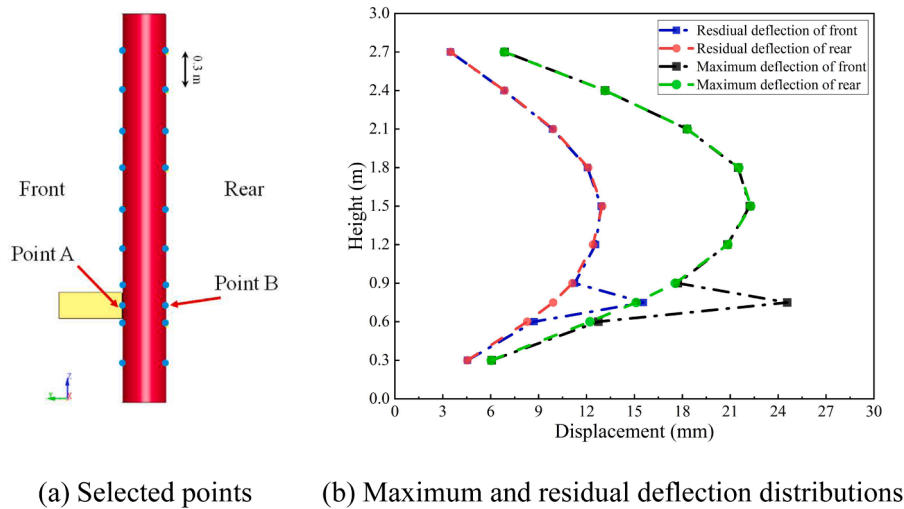 0.3 m
Front
Rear
Point A
Point B
Z
Y
X
Height (m)
3.0
2.7
2.4
2.1
1.8
1.5
1.2
0.9
0.6
0.3
0.0
Resdiual deflection of front
Residual deflection of rear
Maximum deflection of front
Maximum deflection of rear
0 3 6 9 12 15 18 21 24 27 30
Displacement (mm)
(a) Selected points
(b) Maximum and residual deflection distributions